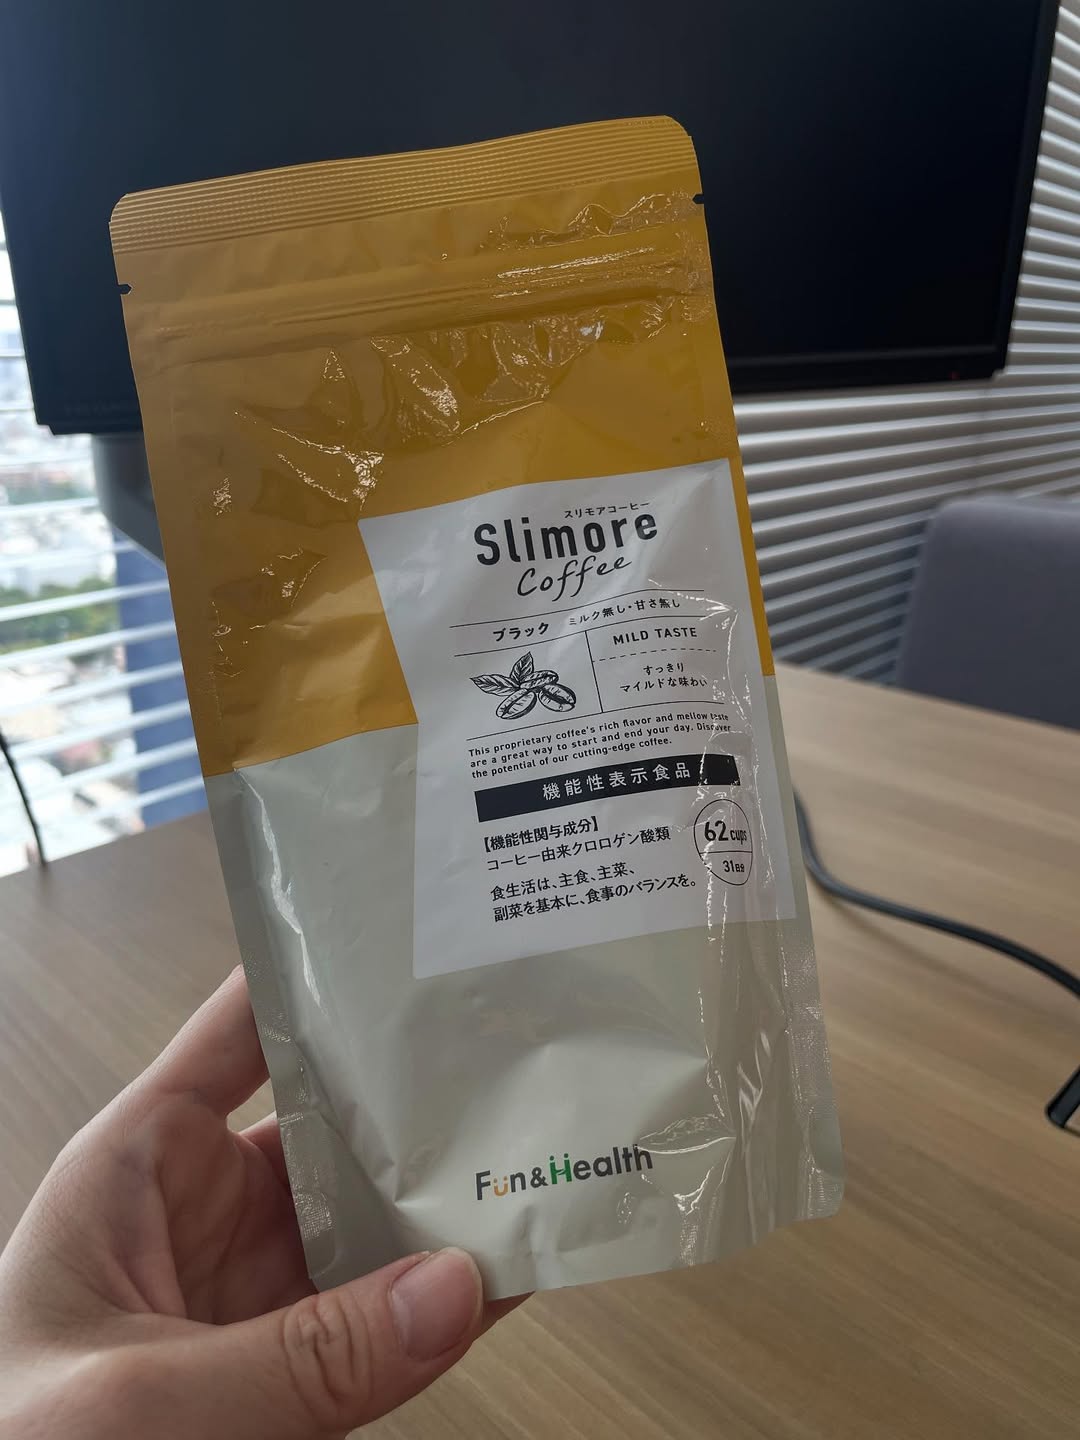 スリモアコーヒー
Slimore
Coffee
ブラック ミルク無し・甘さ無し
MILD TASTE
すっきり
マイルドな味わい
This proprietary coffee's rich flavor and mellow taste
are a great way to start and end your day. Discover
the potential of our cutting-edge coffee.
機能性表示食品
【機能性関与成分】
コーヒー由来クロロゲン酸類
62 cups
31日分
食生活は、主食、主菜、
副菜を基本に、食事のバランスを。
Fun&Health